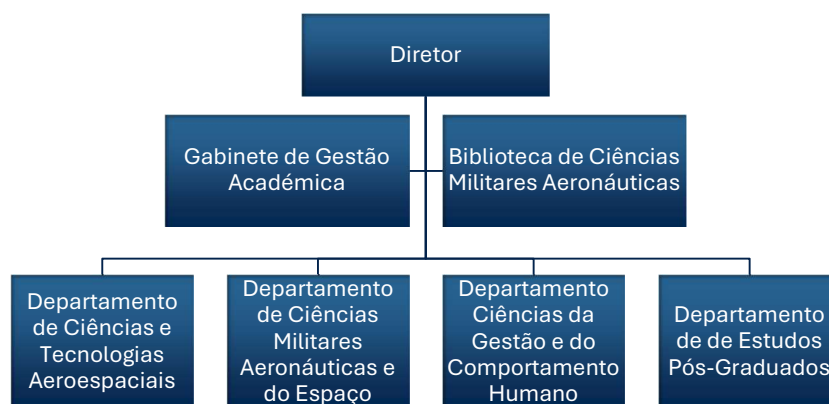 Diretor
Gabinete de Gestão
Académica
Biblioteca de Ciências
Militares Aeronáuticas
Departamento
de Ciências e
Tecnologias
Aeroespaciais
Departamento
de Ciências
Militares
Aeronáuticas e
do Espaço
Departamento
Ciências da
Gestão e do
Comportamento
Humano
Departamento
de de Estudos
Pós-Graduados